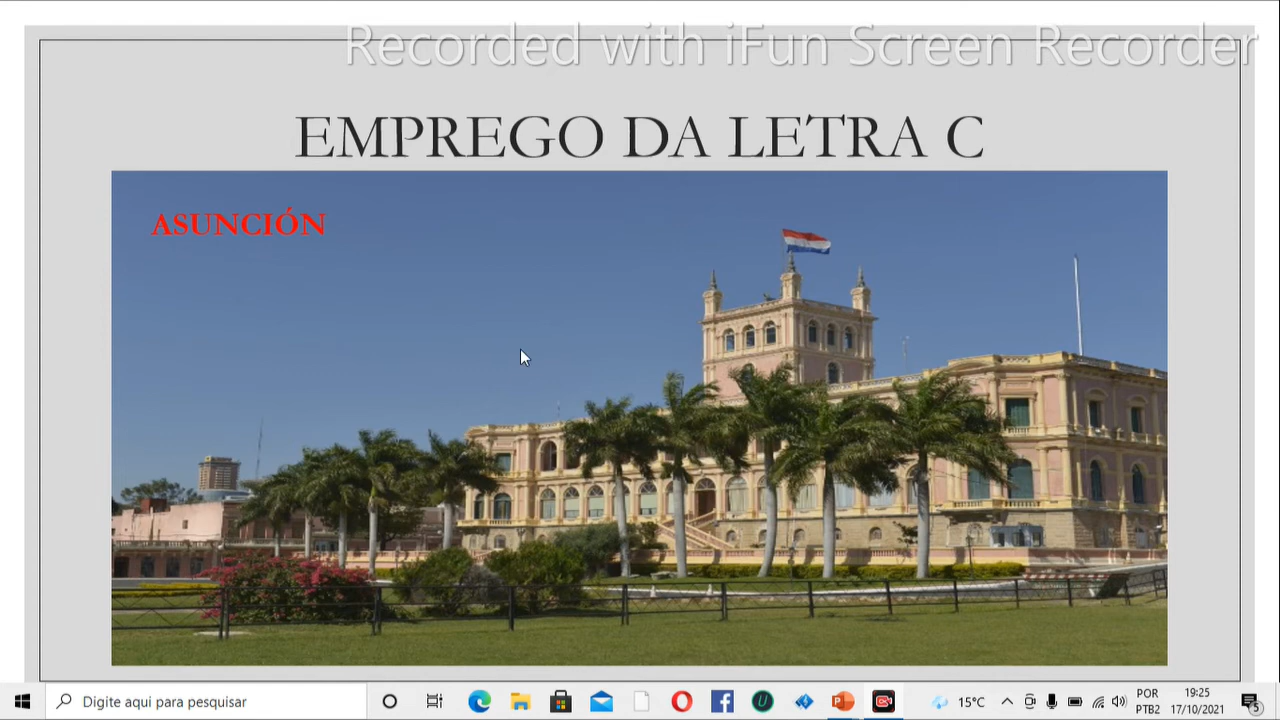 Recorded with iFun Screen Recorder
EMPREGO DA LETRA C
ASUNCIÓN
Digite aqui para pesquisar
15°C
POR
PTB2
19:25
17/10/2021
5